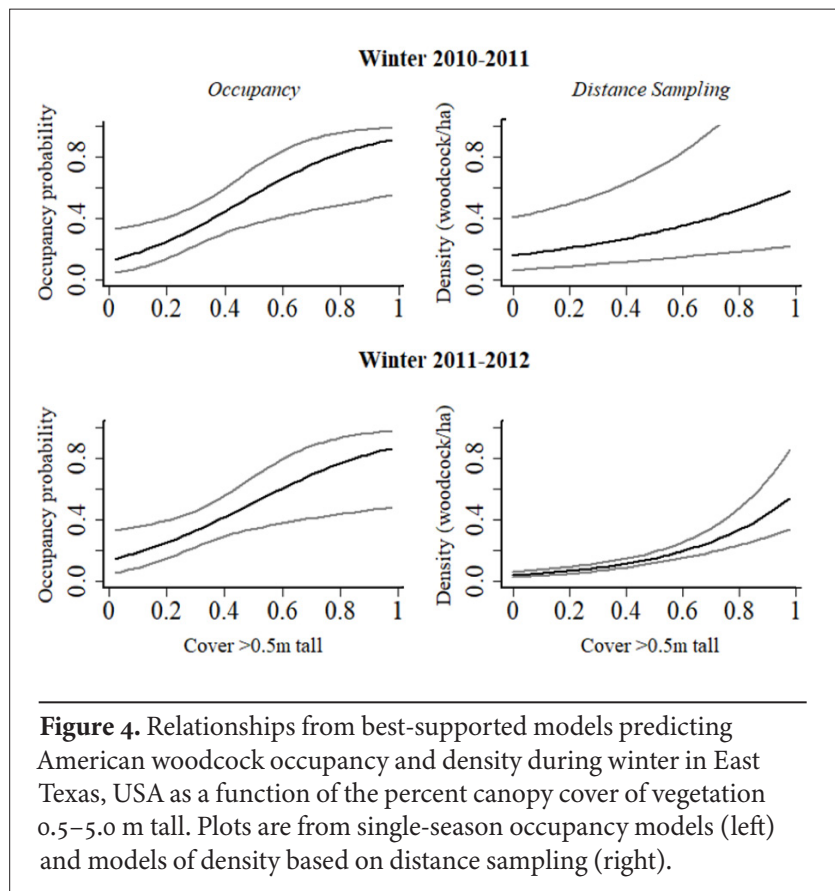 Winter 2010-2011
Occupancy
Distance Sampling
Occupancy probability
0.0 0.4 0.8
0 0.2 0.4 0.6 0.8 1
Density (woodcock/ha)
0.0 0.4 0.8
0 0.2 0.4 0.6 0.8 1
Winter 2011-2012
Occupancy probability
0.0 0.4 0.8
0 0.2 0.4 0.6 0.8 1
Cover >0.5m tall
Density (woodcock/ha)
0.0 0.4 0.8
0 0.2 0.4 0.6 0.8 1
Cover >0.5m tall
Figure 4. Relationships from best-supported models predicting
American woodcock occupancy and density during winter in East
Texas, USA as a function of the percent canopy cover of vegetation
0.5–5.0 m tall. Plots are from single-season occupancy models (left)
and models of density based on distance sampling (right).